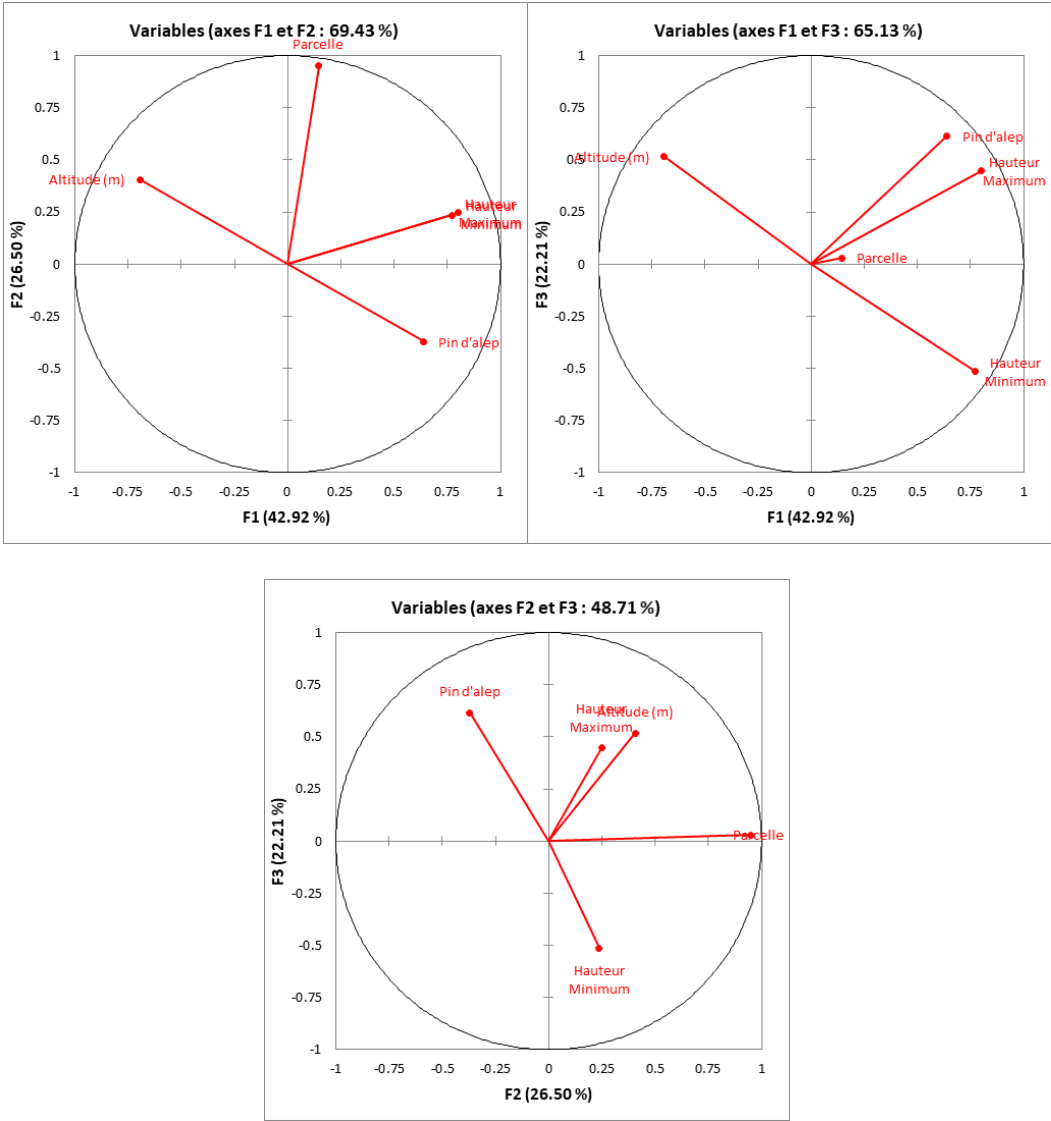 Variables (axes F1 et F2 : 69.43 %)
Parcelle
Altitude (m)
Hauteur
Maximum
Hauteur
Minimum
Pin d'alep
1
0.75
0.5
0.25
0
-0.25
-0.5
-0.75
-1
F2 (26.50 %)
-1
-0.75
-0.5
-0.25
0
0.25
0.5
0.75
1
F1 (42.92 %)
Variables (axes F1 et F3 : 65.13 %)
Pin d'alep
Altitude (m)
Hauteur
Maximum
Parcelle
Hauteur
Minimum
1
0.75
0.5
0.25
0
-0.25
-0.5
-0.75
-1
F3 (22.21 %)
-1
-0.75
-0.5
-0.25
0
0.25
0.5
0.75
1
F1 (42.92 %)
Variables (axes F2 et F3 : 48.71 %)
Pin d'alep
Hauteur
Maximum
Altitude (m)
Parcelle
Hauteur
Minimum
1
0.75
0.5
0.25
0
-0.25
-0.5
-0.75
-1
F3 (22.21 %)
-1
-0.75
-0.5
-0.25
0
0.25
0.5
0.75
1
F2 (26.50 %)